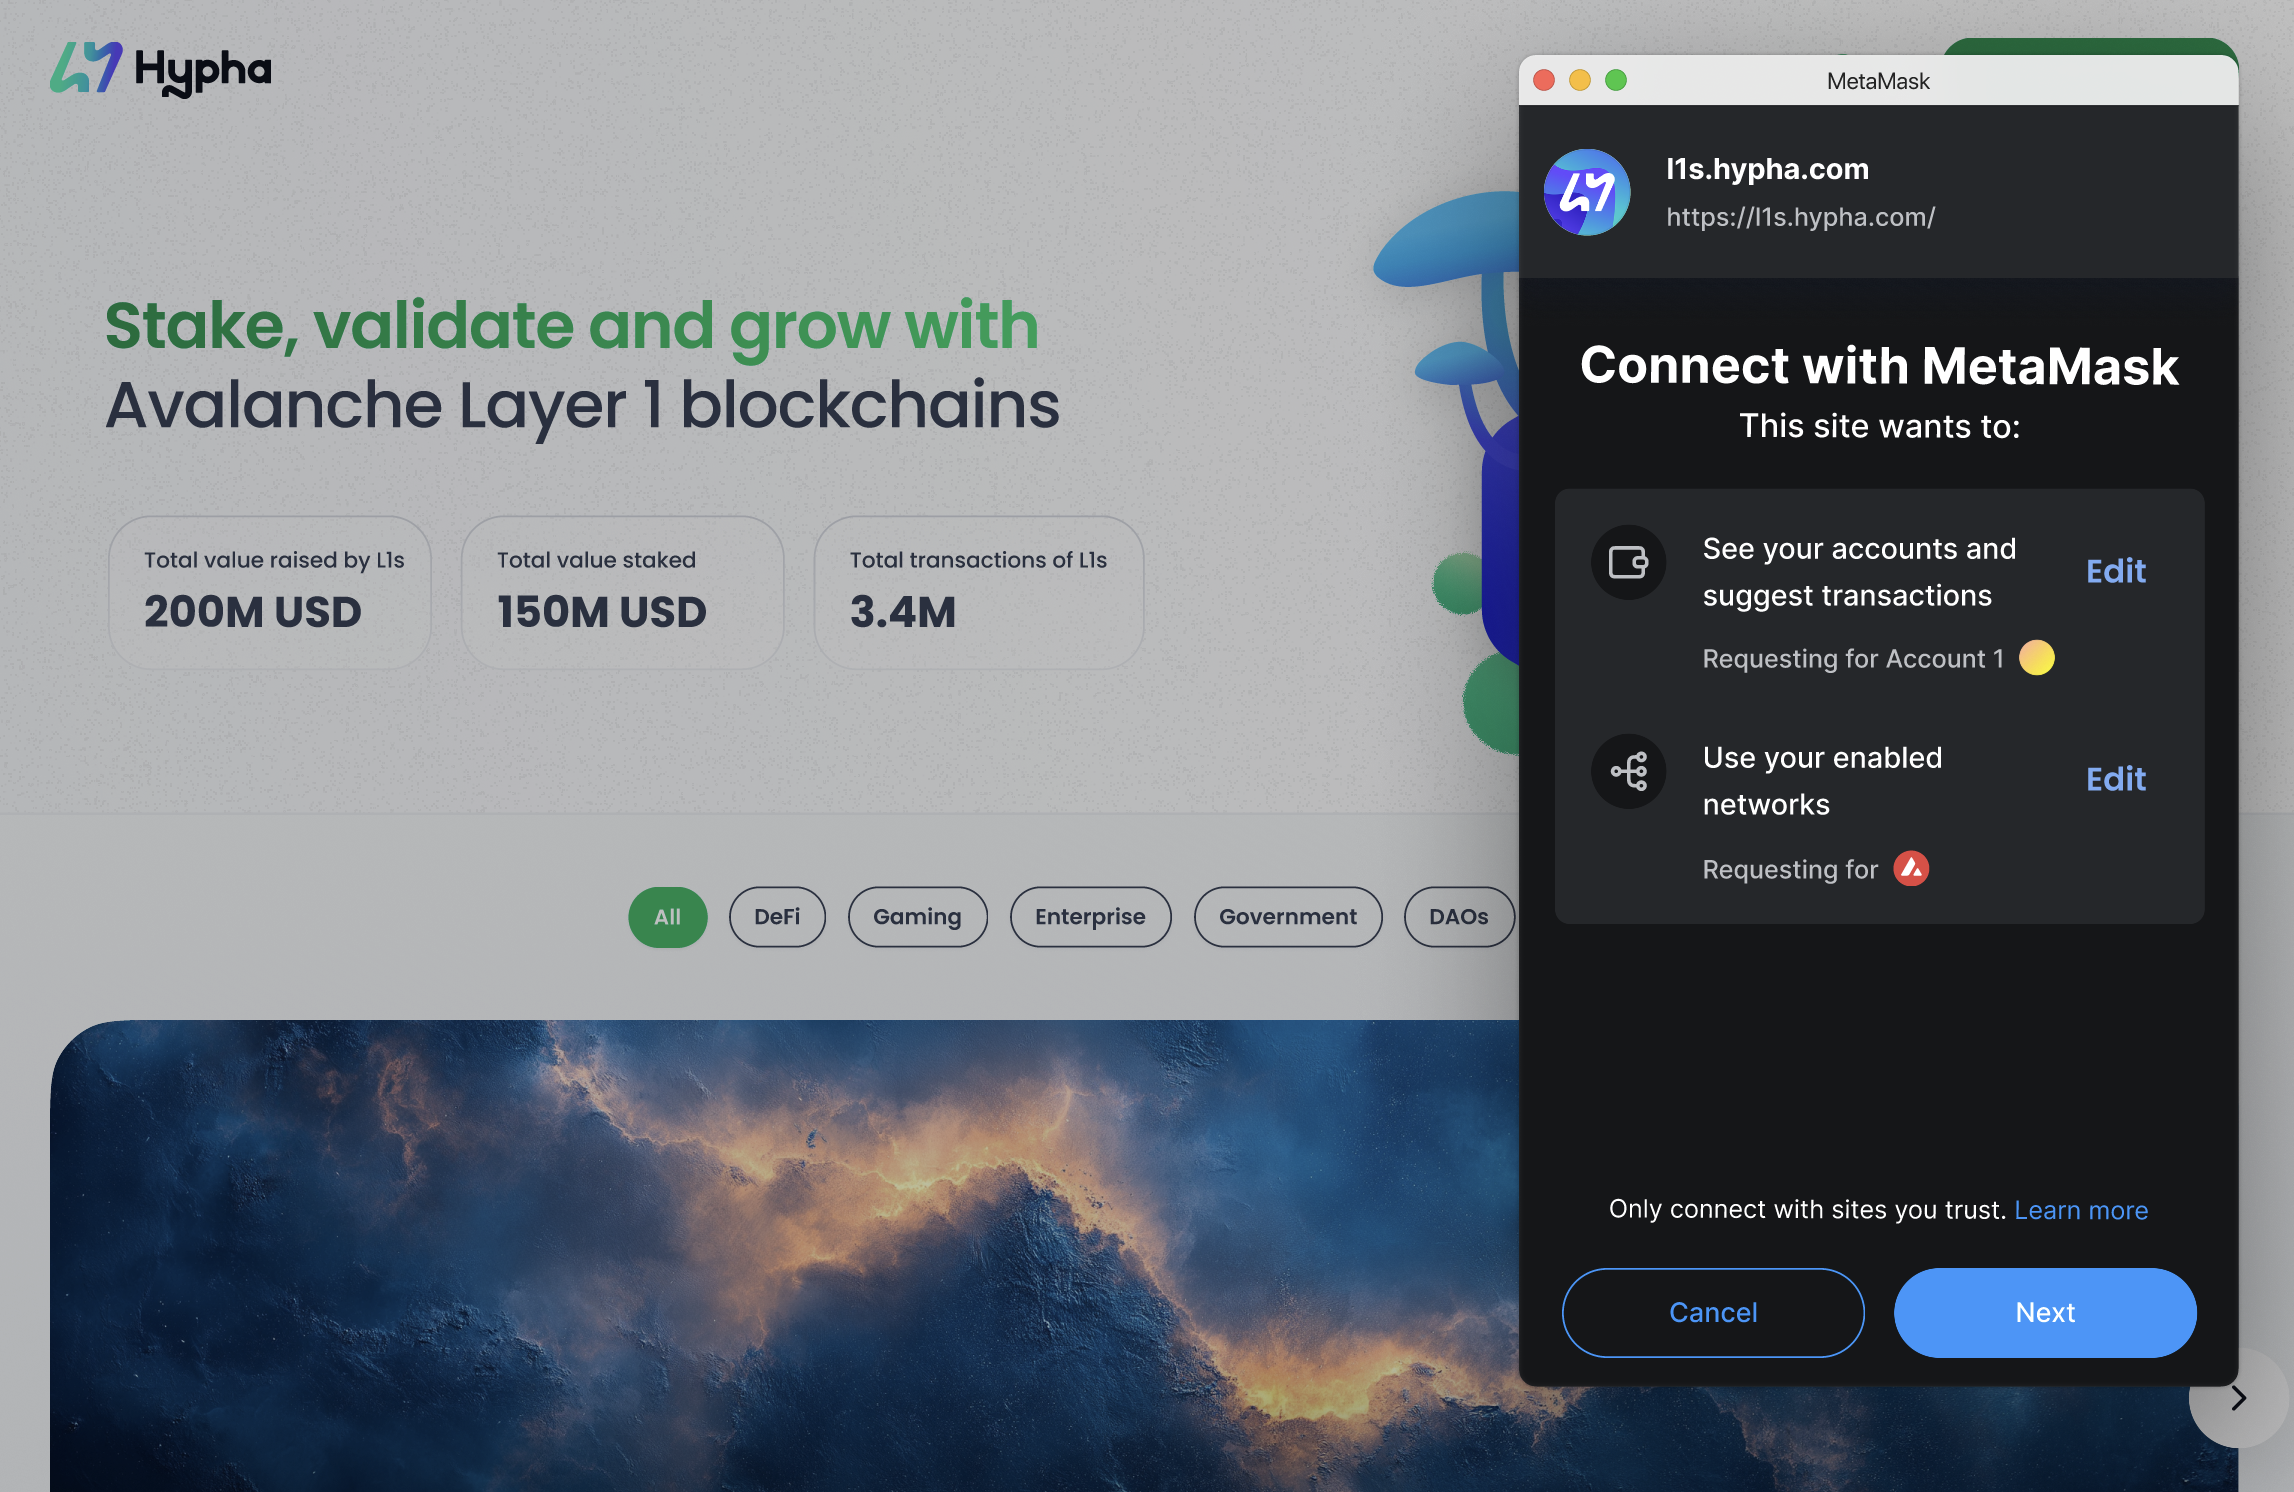 Hypha
Stake, validate and grow with
Avalanche Layer 1 blockchains
Total value raised by L1s
200M USD
Total value staked
150M USD
Total transactions of L1s
3.4M
All
DeFi
Gaming
Enterprise
Government
DAOs
MetaMask
l1s.hypha.com
https://l1s.hypha.com/
Connect with MetaMask
This site wants to:
See your accounts and
suggest transactions
Edit
Requesting for Account 1
Use your enabled
networks
Edit
Requesting for
Only connect with sites you trust. Learn more
Cancel
Next